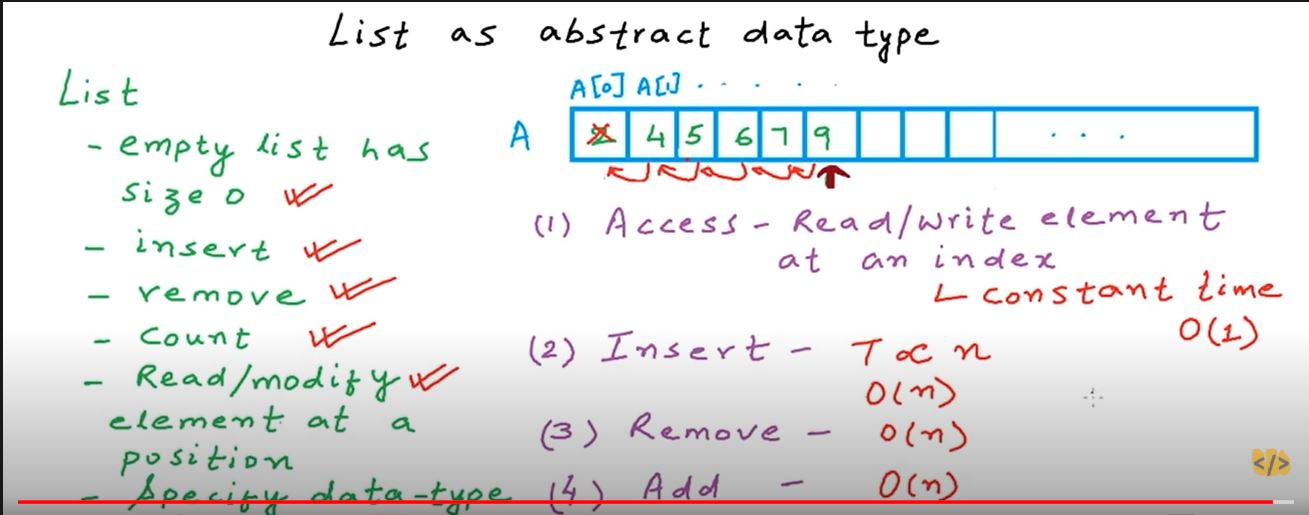 List as abstract data type
List
- empty list has
size 0
- insert
- remove
- Count
- Read/modify
element at a
position
- Specify data-type
A[0] A[1] . . . .
A 2 4 5 6 7 9 . . .
(1) Access - Read/Write element
at an index
constant time
O(1)
(2) Insert - T ∝ n
O(n)
(3) Remove - O(n)
(4) Add - O(n)
</>